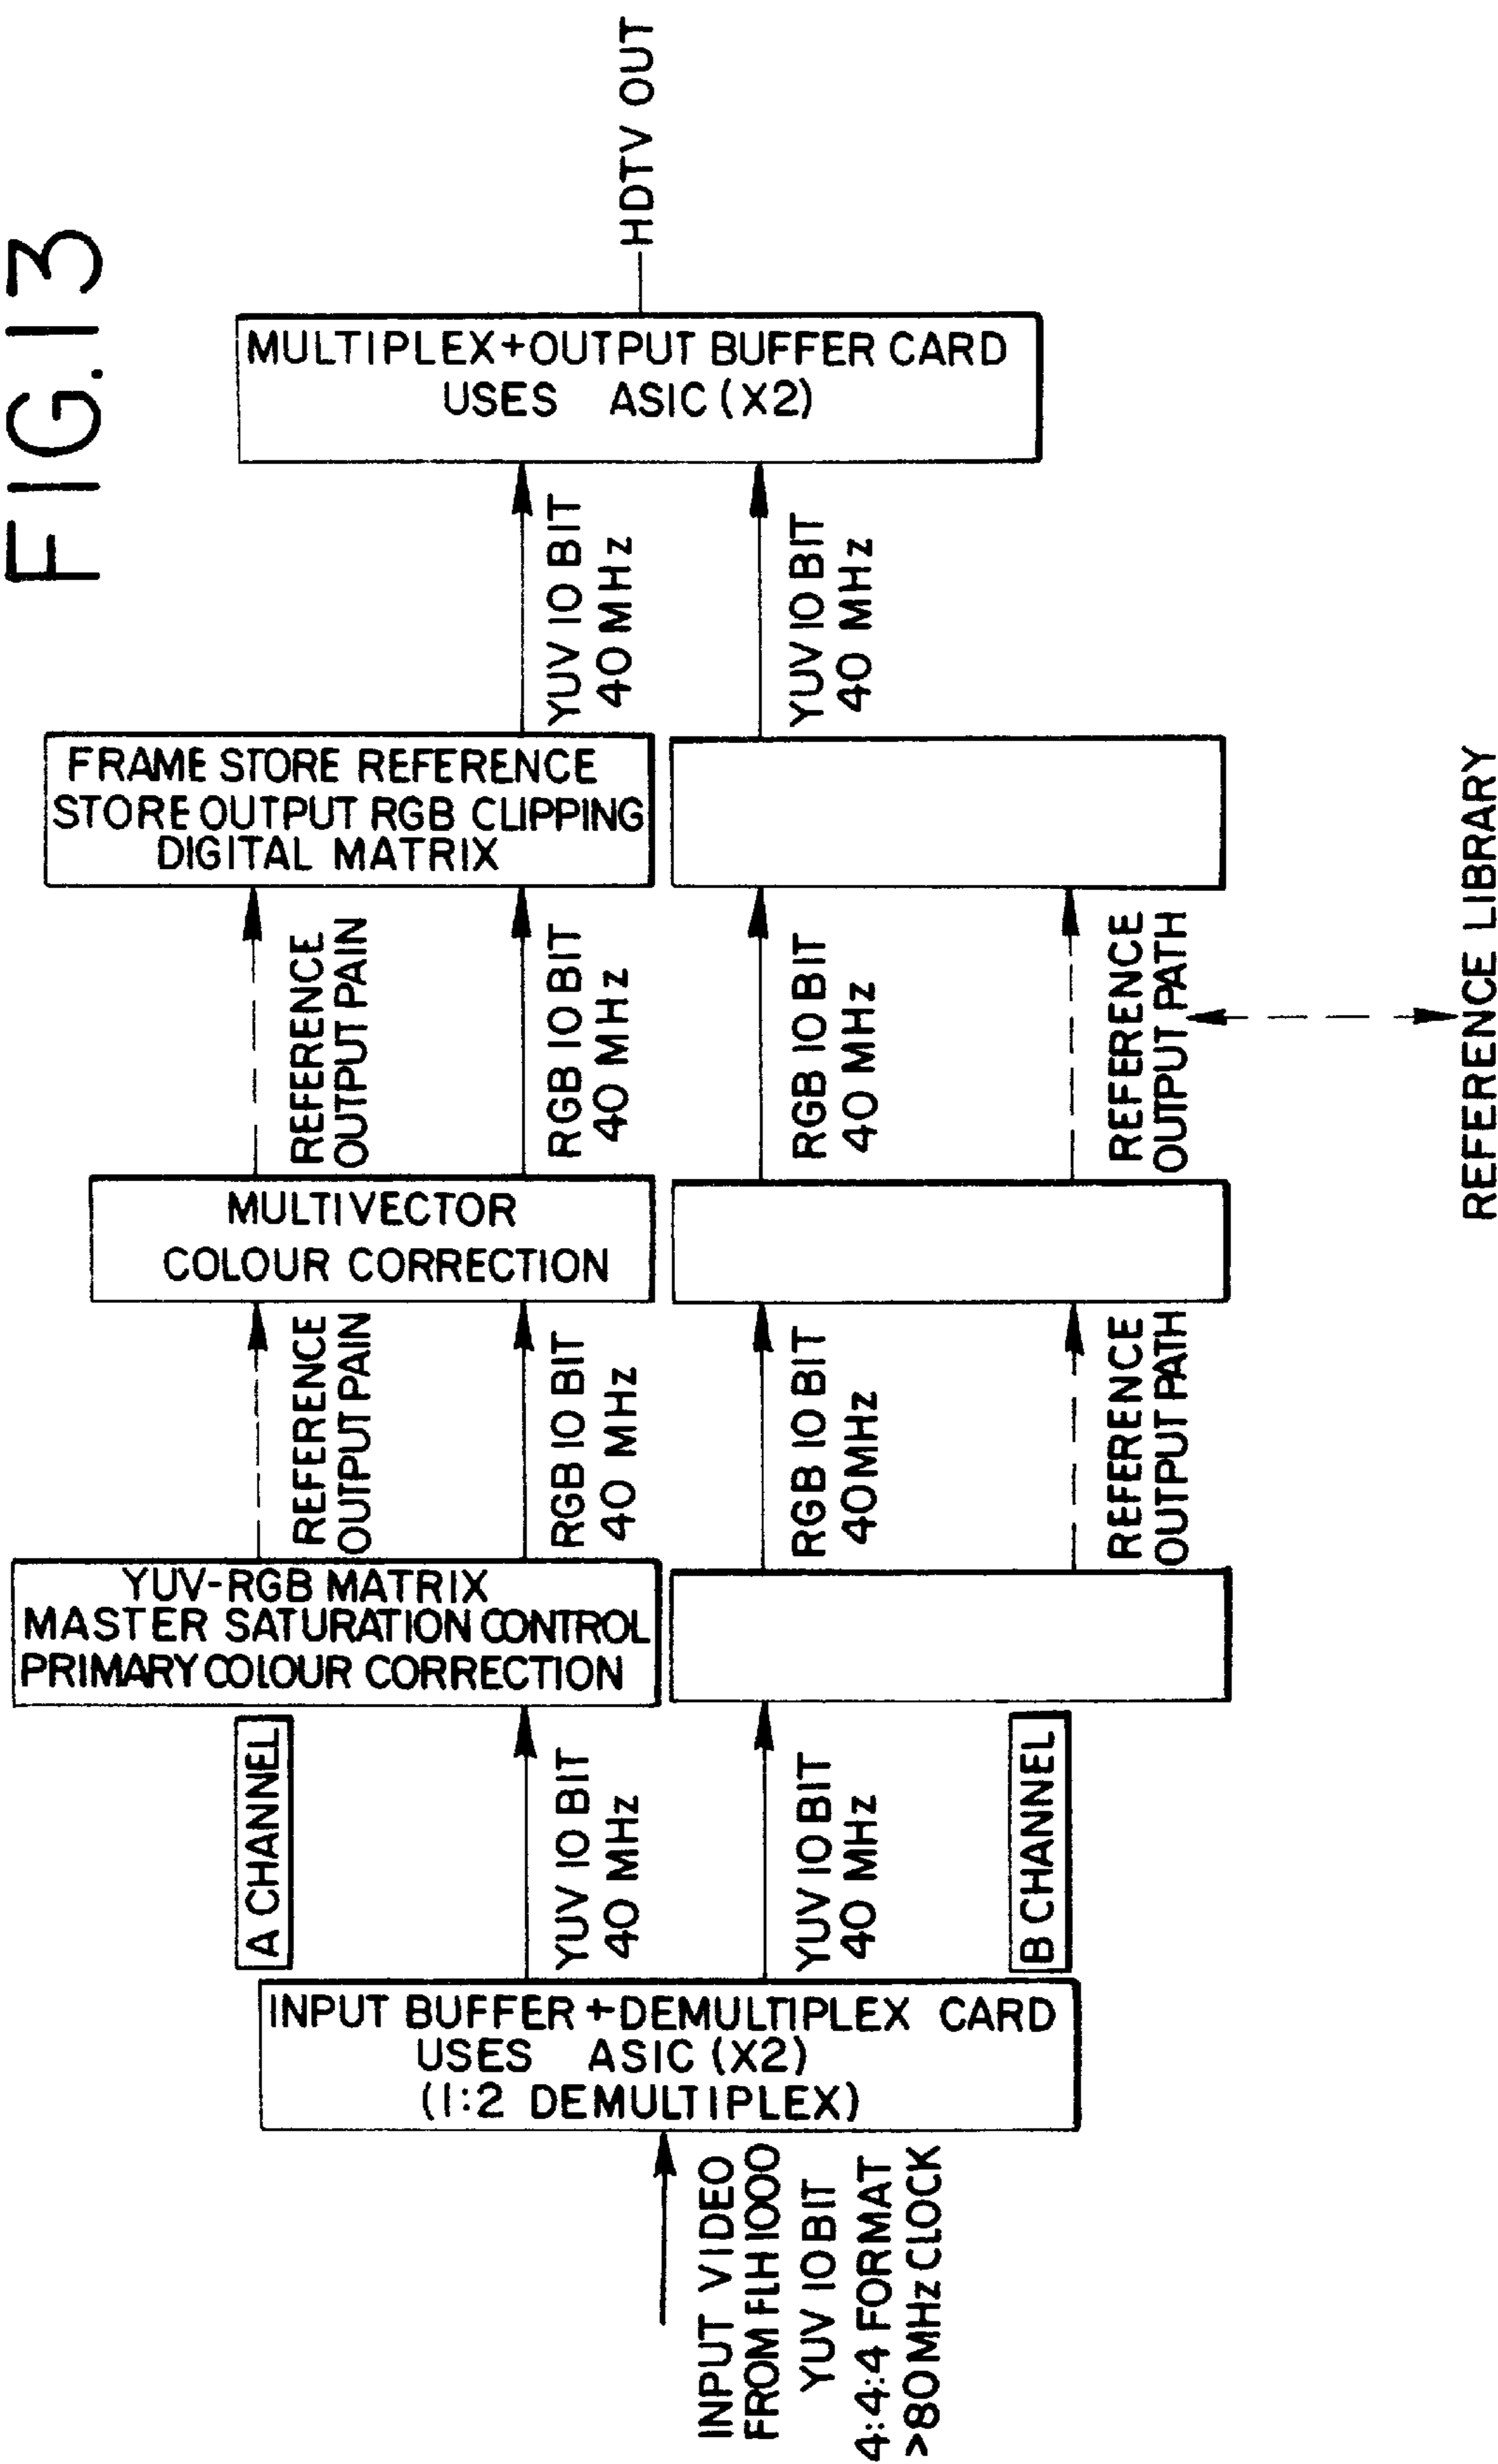 FIG.13
INPUT VIDEO
FROM FLH1000
YUV 10 BIT
4:4:4 FORMAT
>80MHz CLOCK
INPUT BUFFER+DEMULTIPLEX CARD
USES ASIC (X2)
(1:2 DEMULTIPLEX)
A CHANNEL
YUV 10 BIT
40 MHz
YUV 10 BIT
40 MHz
B CHANNEL
YUV-RGB MATRIX
MASTER SATURATION CONTROL
PRIMARY COLOUR CORRECTION
REFERENCE
OUTPUT PAIN
RGB 10 BIT
40 MHz
RGB 10 BIT
40MHz
REFERENCE
OUTPUT PATH
MULTIVECTOR
COLOUR CORRECTION
REFERENCE
OUTPUT PAIN
RGB 10 BIT
40 MHz
RGB 10 BIT
40 MHz
REFERENCE
OUTPUT PATH
REFERENCE LIBRARY
FRAME STORE REFERENCE
STORE OUTPUT RGB CLIPPING
DIGITAL MATRIX
YUV 10 BIT
40 MHz
YUV 10 BIT
40 MHz
MULTIPLEX+OUTPUT BUFFER CARD
USES ASIC (X2)
HDTV OUT